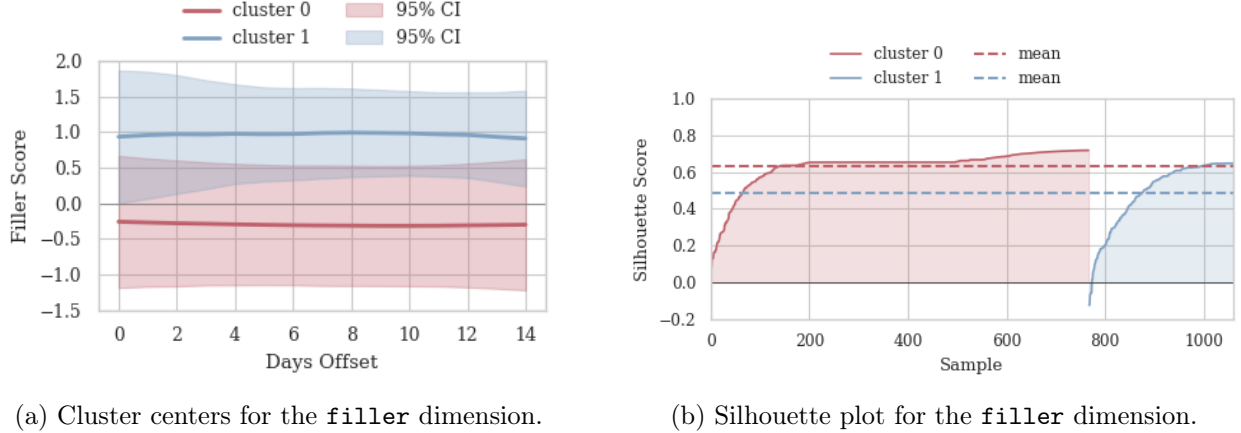 cluster 0 95% CI
cluster 1 95% CI
2.0
1.5
1.0
0.5
0.0
−0.5
−1.0
−1.5
Filler Score
0 2 4 6 8 10 12 14
Days Offset
(a) Cluster centers for the filler dimension.
cluster 0 mean
cluster 1 mean
1.0
0.8
0.6
0.4
0.2
0.0
−0.2
Silhouette Score
0 200 400 600 800 1000
Sample
(b) Silhouette plot for the filler dimension.